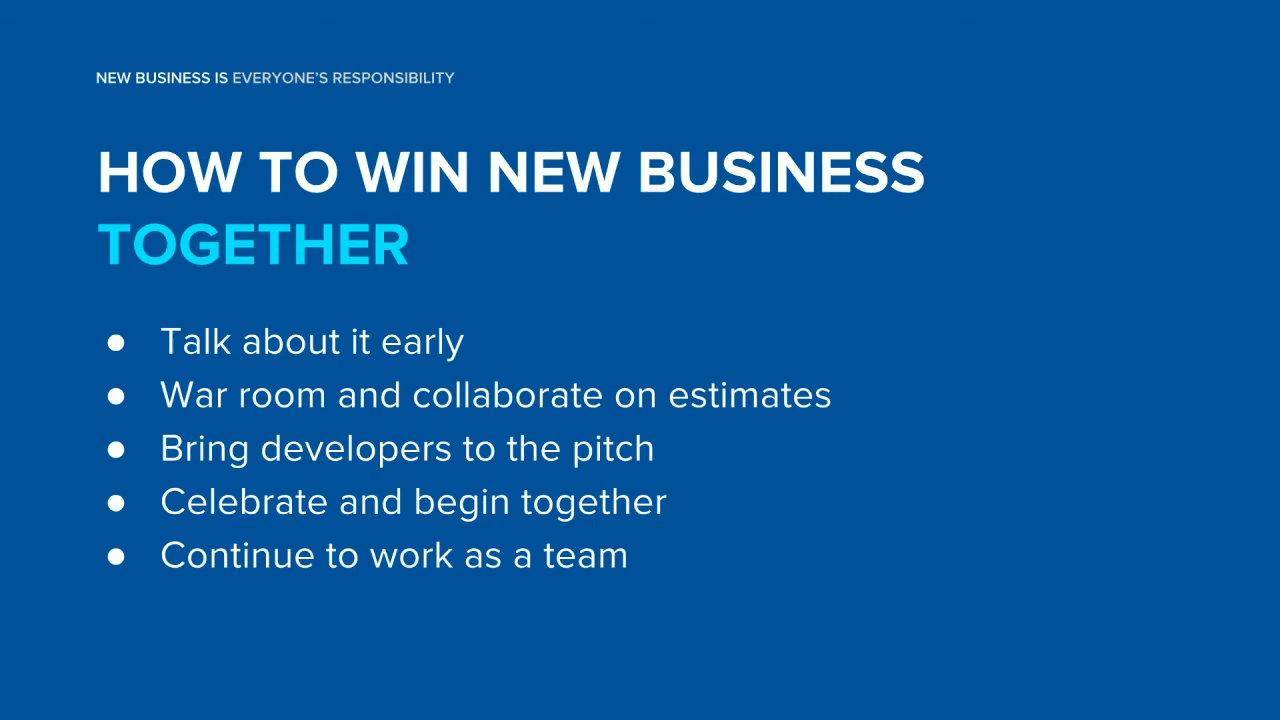 NEW BUSINESS IS EVERYONE'S RESPONSIBILITY
HOW TO WIN NEW BUSINESS
TOGETHER
● Talk about it early
● War room and collaborate on estimates
● Bring developers to the pitch
● Celebrate and begin together
● Continue to work as a team